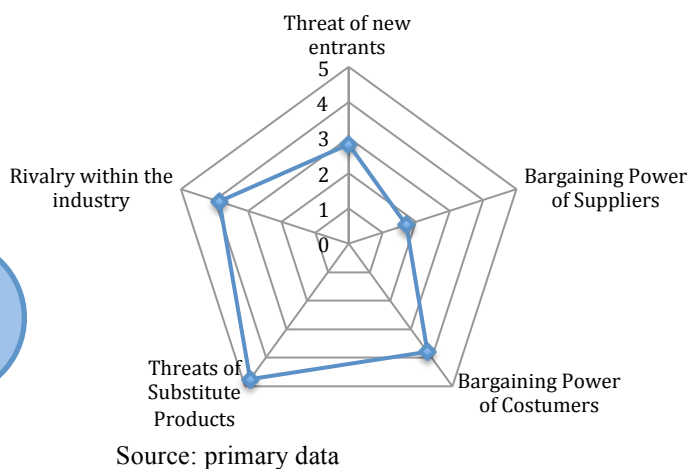 Threat of new
entrants
5
4
3
2
1
0
Rivalry within the
industry
Bargaining Power
of Suppliers
Threats of
Substitute
Products
Bargaining Power
of Costumers
Source: primary data